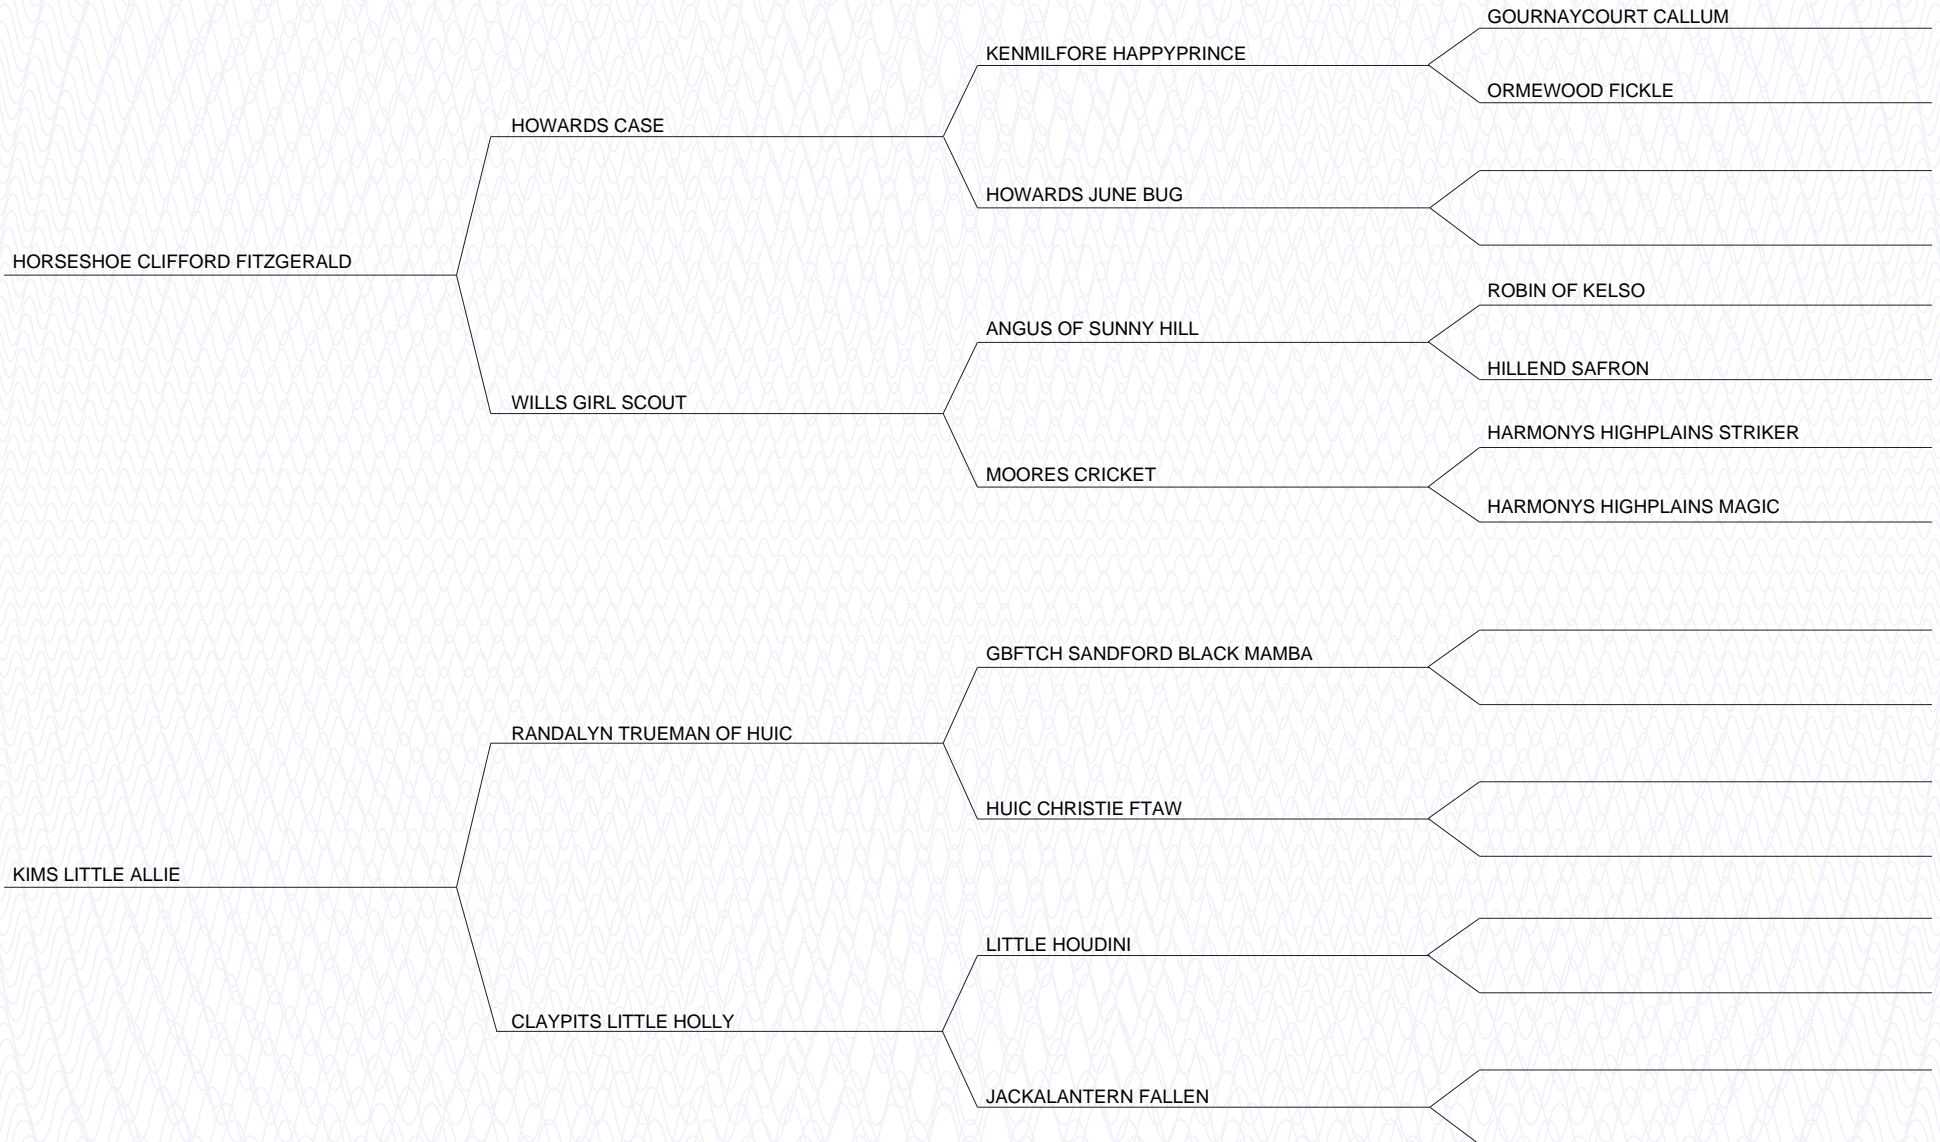 GOURNAYCOURT CALLUM
KENMILFORE HAPPYPRINCE
ORMEWOOD FICKLE
HOWARDS CASE
HOWARDS JUNE BUG
HORSESHOE CLIFFORD FITZGERALD
ROBIN OF KELSO
ANGUS OF SUNNY HILL
HILLEND SAFRON
WILLS GIRL SCOUT
HARMONYS HIGHPLAINS STRIKER
MOORES CRICKET
HARMONYS HIGHPLAINS MAGIC
GBFTCH SANDFORD BLACK MAMBA
RANDALYN TRUEMAN OF HUIC
HUIC CHRISTIE FTAW
KIMS LITTLE ALLIE
LITTLE HOUDINI
CLAYPITS LITTLE HOLLY
JACKALANTERN FALLEN